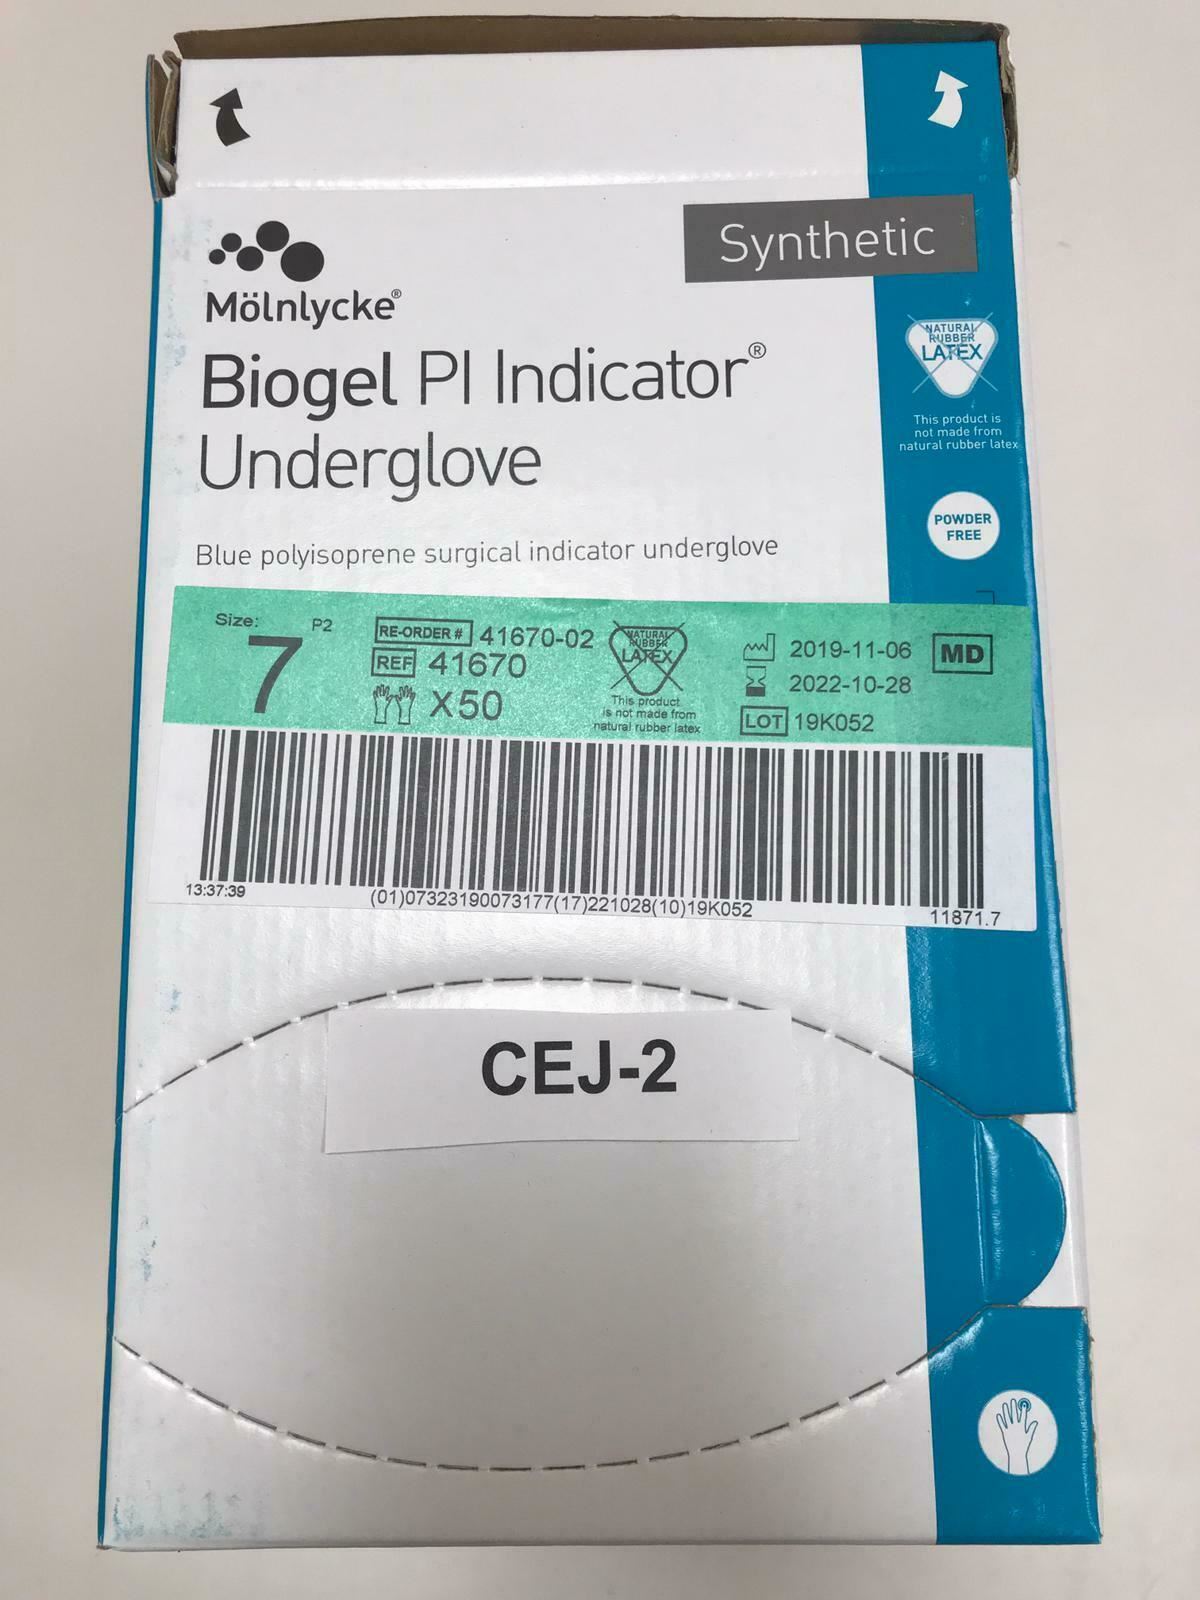 Synthetic
Mölnlycke®
Biogel PI Indicator®
Underglove
Blue polyisoprene surgical indicator underglove
NATURAL
RUBBER
LATEX
This product is
not made from
natural rubber latex
POWDER
FREE
Size:
7
P2
RE-ORDER # 41670-02
REF 41670
X50
NATURAL
RUBBER
LATEX
This product
is not made from
natural rubber latex
2019-11-06
2022-10-28
LOT 19K052
MD
13:37:39
(01)07323190073177(17)221028(10)19K052
11871.7
CEJ-2